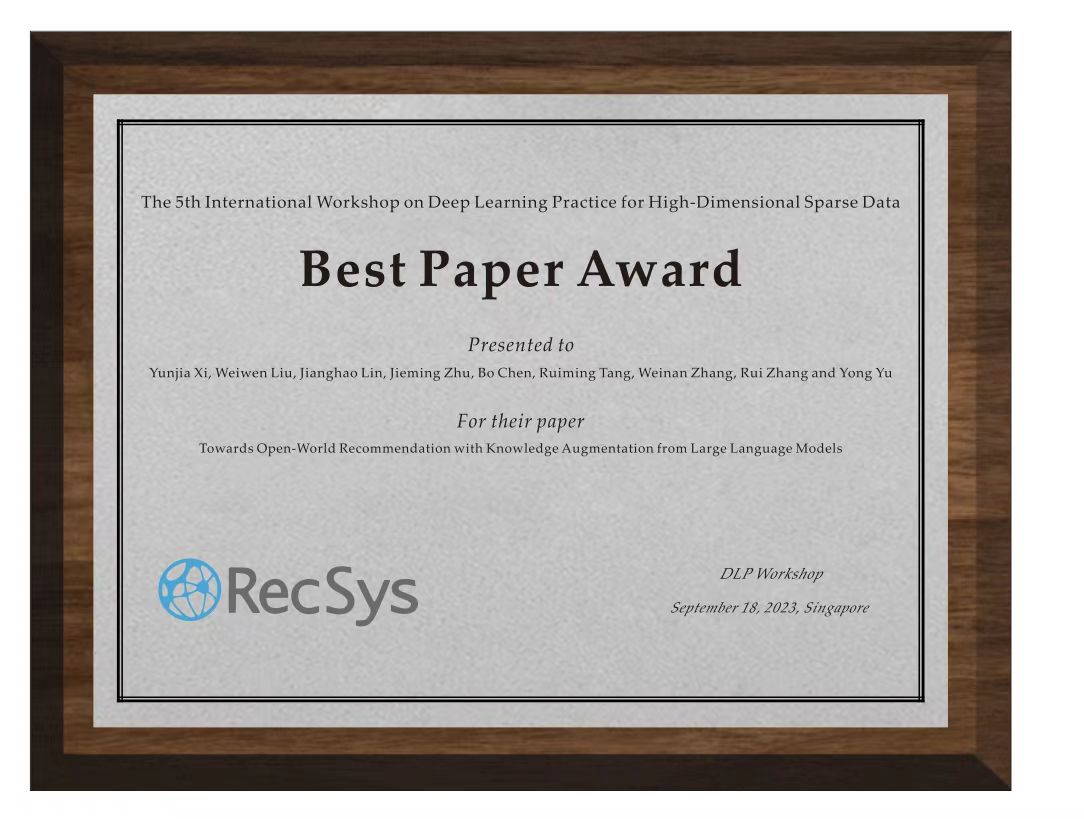 The 5th International Workshop on Deep Learning Practice for High-Dimensional Sparse Data
Best Paper Award
Presented to
Yunjia Xi, Weiwen Liu, Jianghao Lin, Jieming Zhu, Bo Chen, Ruiming Tang, Weinan Zhang, Rui Zhang and Yong Yu
For their paper
Towards Open-World Recommendation with Knowledge Augmentation from Large Language Models
RecSys
DLP Workshop
September 18, 2023, Singapore